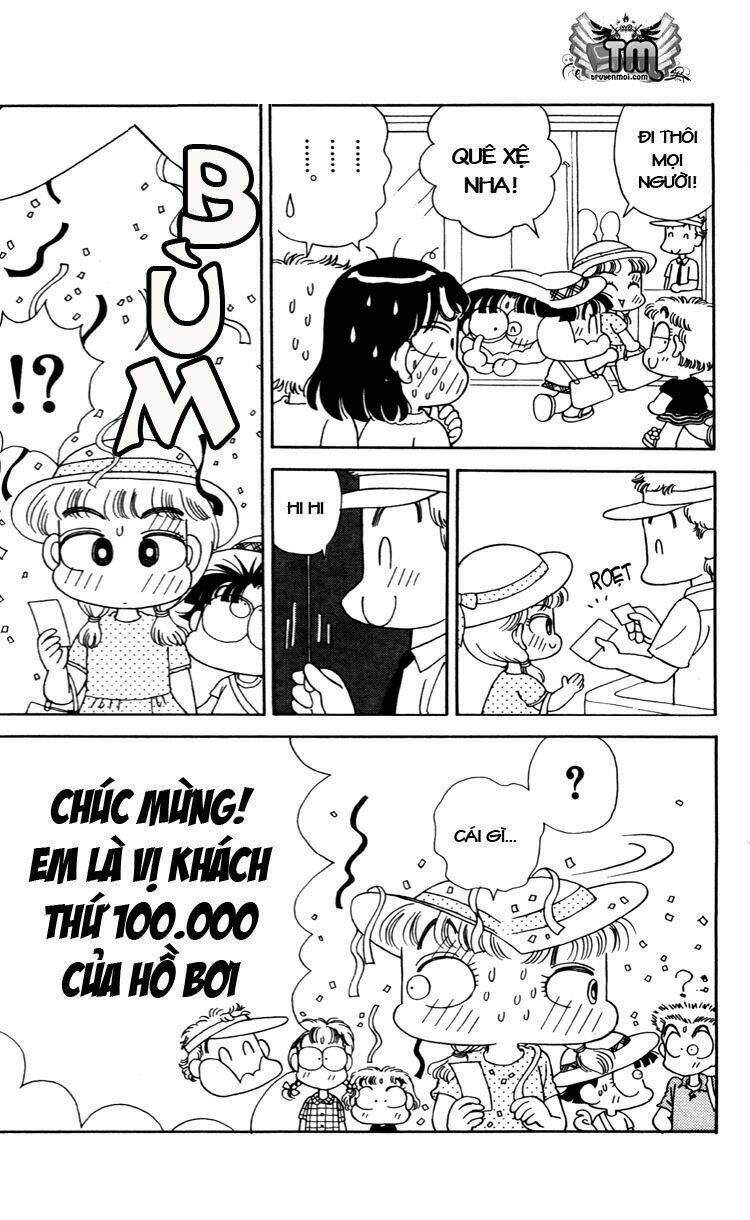 TM
truyenmoi.com
ĐI THÔI
MỌI
NGƯỜI!
QUÊ XỆ
NHA!
ROẸT
HI HI
BÙM
!?
?
CÁI GÌ...
?
CHÚC MỪNG!
EM LÀ VỊ KHÁCH
THỨ 100.000
CỦA HỒ BƠI